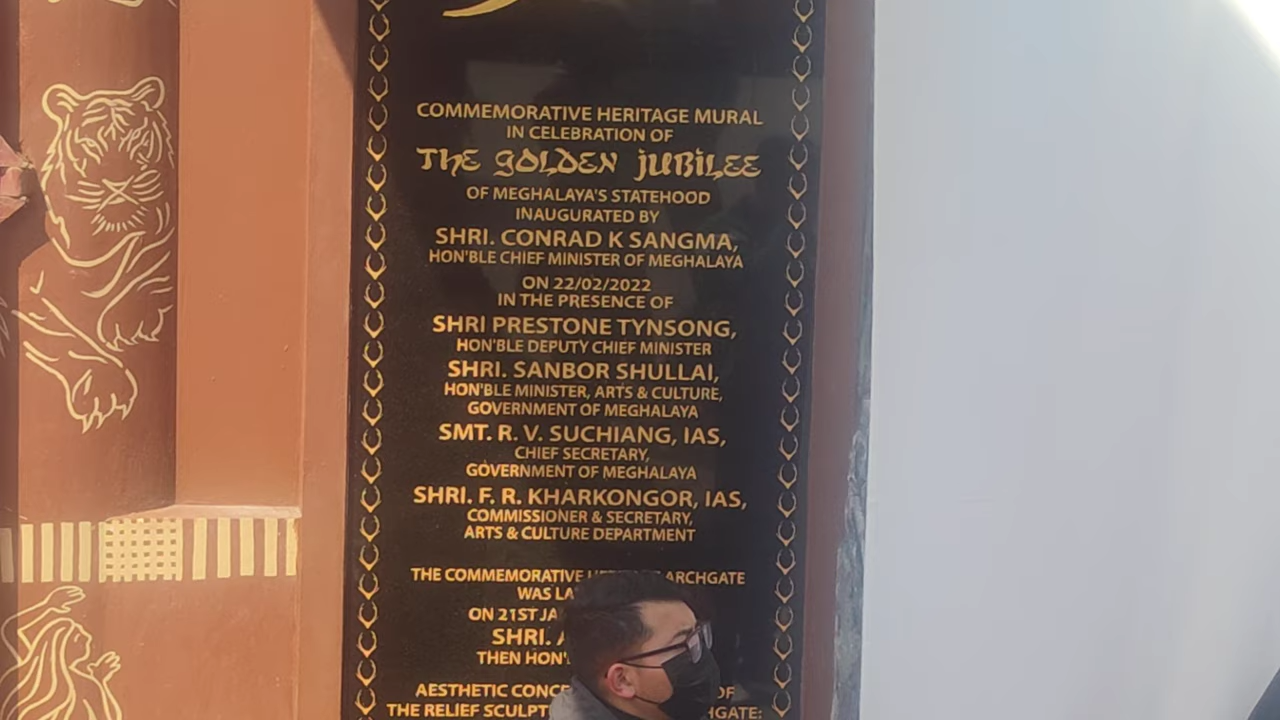 COMMEMORATIVE HERITAGE MURAL
IN CELEBRATION OF
THE GOLDEN JUBILEE
OF MEGHALAYA'S STATEHOOD
INAUGURATED BY
SHRI. CONRAD K SANGMA,
HON'BLE CHIEF MINISTER OF MEGHALAYA
ON 22/02/2022
IN THE PRESENCE OF
SHRI PRESTONE TYNSONG,
HON'BLE DEPUTY CHIEF MINISTER
SHRI. SANBOR SHULLAI,
HON'BLE MINISTER, ARTS & CULTURE,
GOVERNMENT OF MEGHALAYA
SMT. R. V. SUCHIANG, IAS,
CHIEF SECRETARY,
GOVERNMENT OF MEGHALAYA
SHRI. F. R. KHARKONGOR, IAS,
COMMISSIONER & SECRETARY,
ARTS & CULTURE DEPARTMENT
THE COMMEMORATIVE ARCHGATE
WAS
ON 21ST
SHRI.
THEN
AESTHETIC OF
THE RELIEF